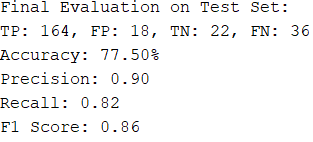 Final Evaluation on Test Set:
TP: 164, FP: 18, TN: 22, FN: 36
Accuracy: 77.50%
Precision: 0.90
Recall: 0.82
F1 Score: 0.86